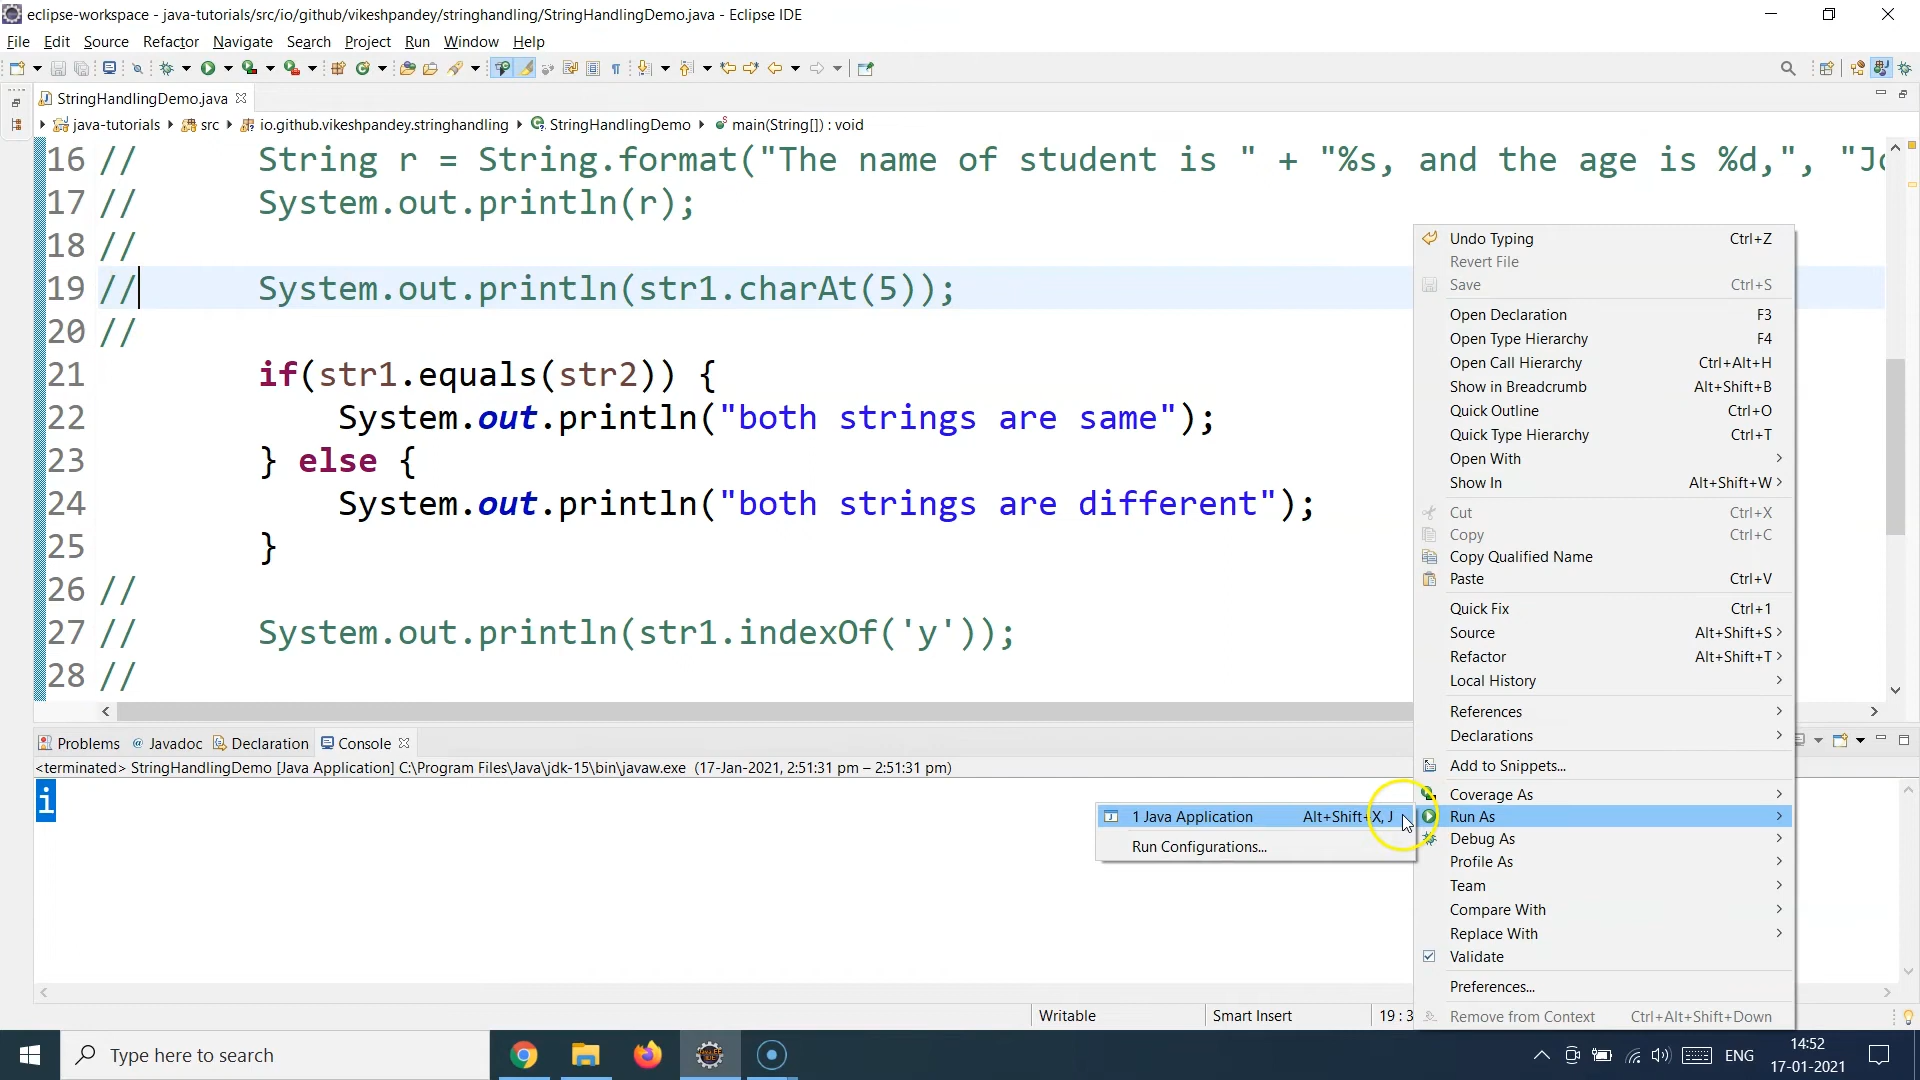 eclipse-workspace - java-tutorials/src/io/github/vikeshpandey/stringhandling/StringHandlingDemo.java - Eclipse IDE
File Edit Source Refactor Navigate Search Project Run Window Help
StringHandlingDemo.java
java-tutorials src io.github.vikeshpandey.stringhandling StringHandlingDemo main(String[]) : void
16 // String r = String.format("The name of student is " + "%s, and the age is %d,", "Jo
17 // System.out.println(r);
18 //
19 // System.out.println(str1.charAt(5));
20 //
21 if(str1.equals(str2)) {
22 System.out.println("both strings are same");
23 } else {
24 System.out.println("both strings are different");
25 }
26 //
27 // System.out.println(str1.indexOf('y'));
28 //
Undo Typing Ctrl+Z
Revert File
Save Ctrl+S
Open Declaration F3
Open Type Hierarchy F4
Open Call Hierarchy Ctrl+Alt+H
Show in Breadcrumb Alt+Shift+B
Quick Outline Ctrl+O
Quick Type Hierarchy Ctrl+T
Open With
Show In Alt+Shift+W
Cut Ctrl+X
Copy Ctrl+C
Copy Qualified Name
Paste Ctrl+V
Quick Fix Ctrl+1
Source Alt+Shift+S
Refactor Alt+Shift+T
Local History
References
Declarations
Add to Snippets...
Coverage As
Run As
Debug As
Profile As
Team
Compare With
Replace With
Validate
Preferences...
Remove from Context Ctrl+Alt+Shift+Down
1 Java Application Alt+Shift+X, J
Run Configurations...
Problems Javadoc Declaration Console
<terminated> StringHandlingDemo [Java Application] C:\Program Files\Java\jdk-15\bin\javaw.exe (17-Jan-2021, 2:51:31 pm – 2:51:31 pm)
i
Writable Smart Insert 19 : 3
Type here to search
ENG
14:52
17-01-2021